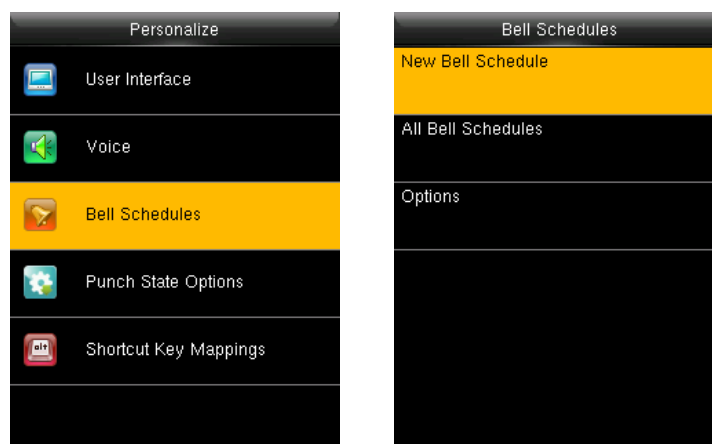 Personalize
User Interface
Voice
Bell Schedules
Punch State Options
alt
Shortcut Key Mappings
Bell Schedules
New Bell Schedule
All Bell Schedules
Options